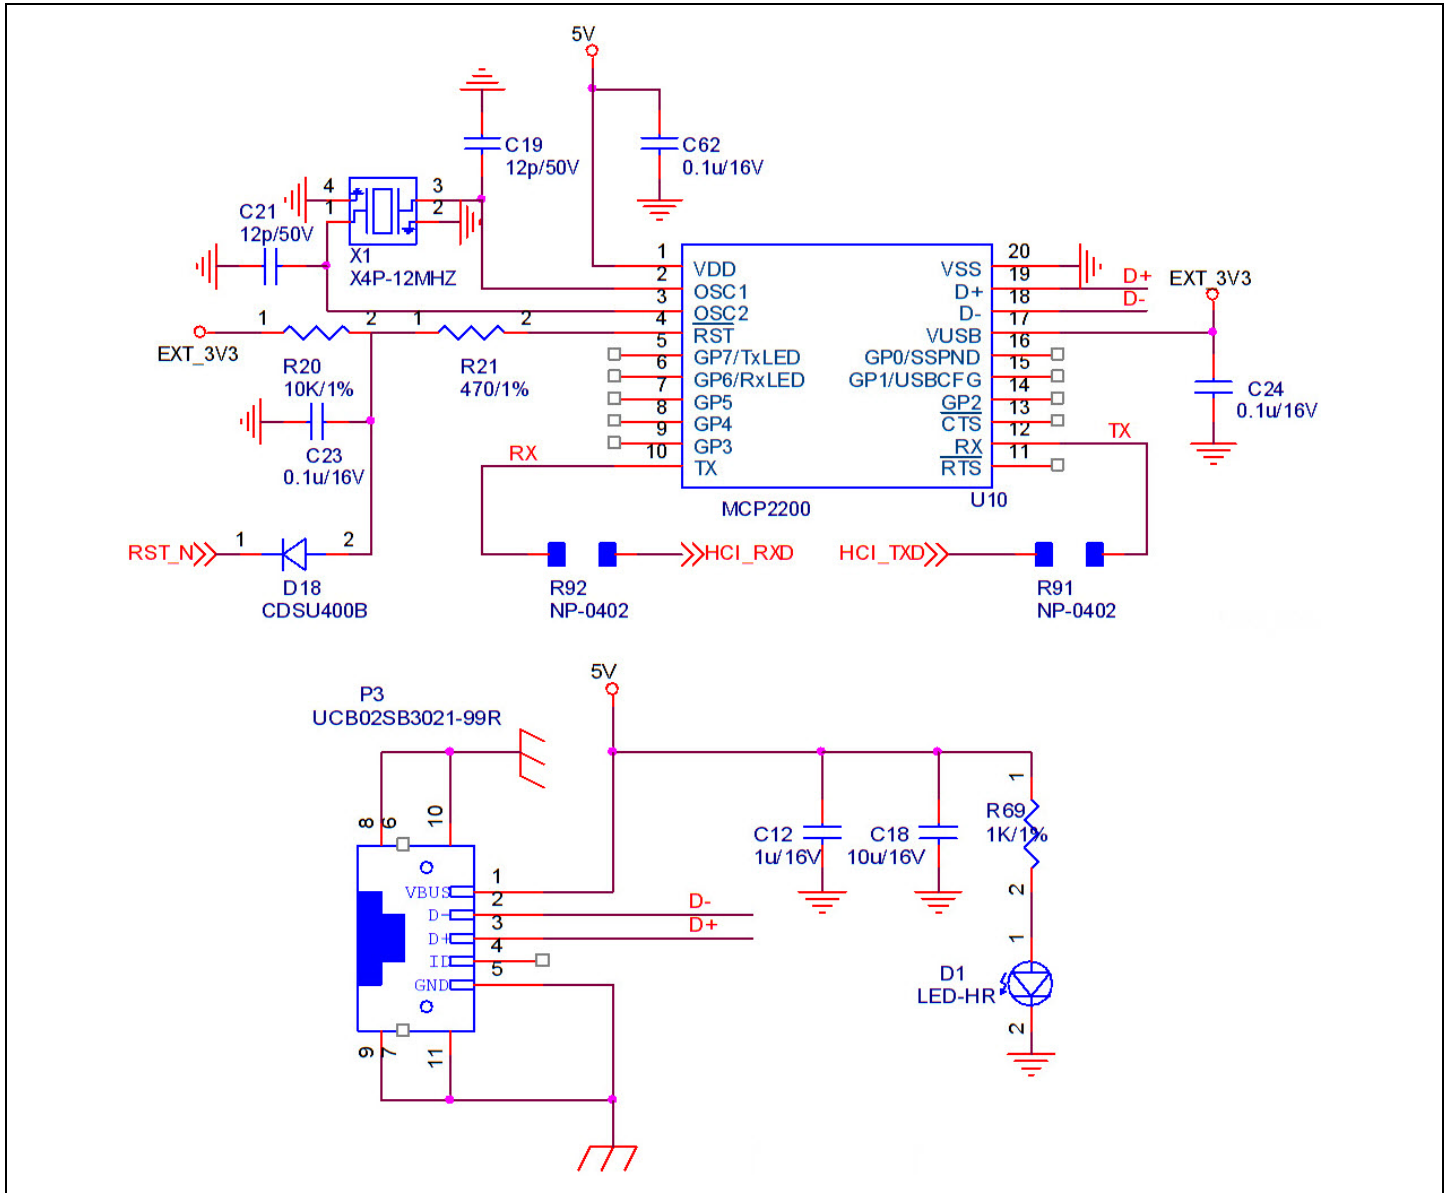 5V
C19
12p/50V
C62
0.1u/16V
4
3
1
2
C21
12p/50V
X1
X4P-12MHZ
1
VDD
2
OSC1
3
OSC2
4
RST
5
GP7/TxLED
6
GP6/RxLED
7
GP5
8
GP4
9
GP3
10
TX
VSS
20
D+
19
D-
18
VUSB
17
GP0/SSPND
16
GP1/USBCFG
15
GP2
14
CTS
13
RX
12
RTS
11
D+
D-
EXT_3V3
C24
0.1u/16V
1
2
1
2
EXT_3V3
R20
10K/1%
R21
470/1%
C23
0.1u/16V
RX
TX
MCP2200
U10
RST_N
1
2
D18
CDSU400B
HCI_RXD
R92
NP-0402
HCI_TXD
R91
NP-0402
P3
UCB02SB3021-99R
5V
8
6
10
VBUS
1
D-
2
D+
3
ID
4
GND
5
D-
D+
9
7
11
C12
1u/16V
C18
10u/16V
1
R69
1K/1%
2
1
D1
LED-HR
2